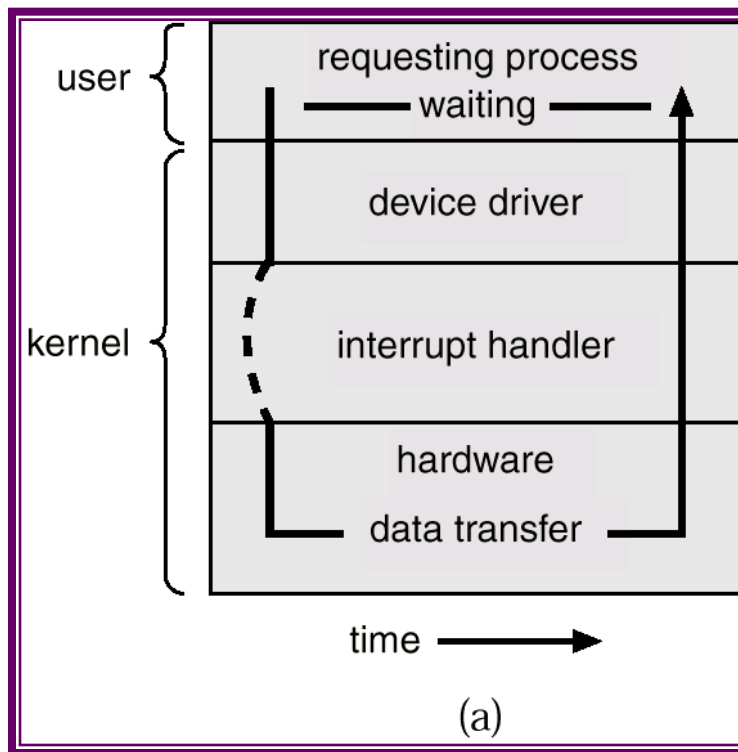 user
requesting process
waiting
device driver
kernel
interrupt handler
hardware
data transfer
time
(a)